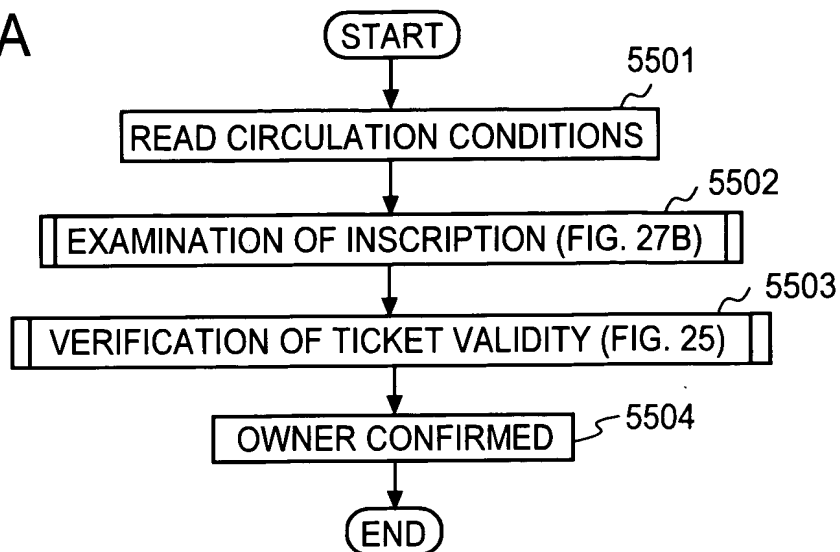 A
START
5501
READ CIRCULATION CONDITIONS
5502
EXAMINATION OF INSCRIPTION (FIG. 27B)
5503
VERIFICATION OF TICKET VALIDITY (FIG. 25)
5504
OWNER CONFIRMED
END